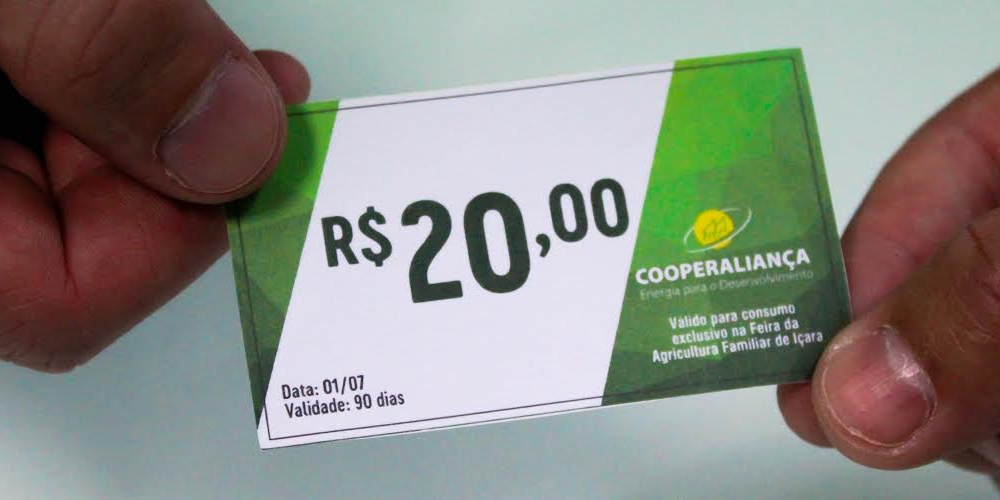 R$20,00
COOPERALIANÇA
Energia para o Desenvolvimento
Válido para consumo
exclusivo na Feira da
Agricultura Familiar de Içara
Data: 01/07
Validade: 90 dias